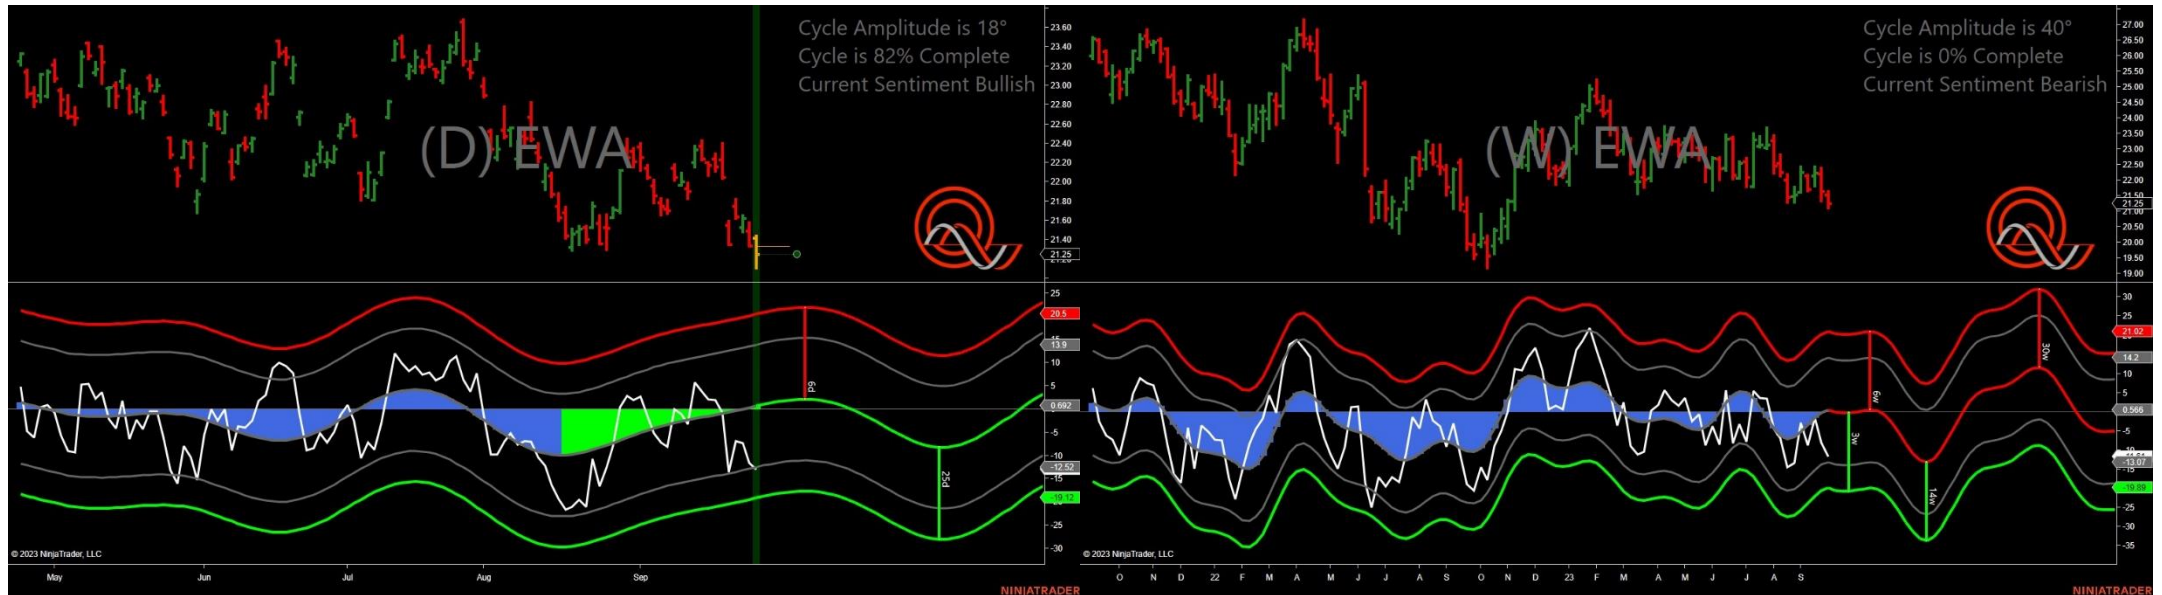 Cycle Amplitude is 18°
Cycle is 82% Complete
Current Sentiment Bullish
(D) EWA
23.60
23.40
23.20
23.00
22.80
22.60
22.40
22.20
22.00
21.80
21.60
21.40
21.25
25
20.5
13.9
10
5
0.692
-5
-10
-12.52
-19.12
-25
-30
6d
25d
© 2023 NinjaTrader, LLC
May Jun Jul Aug Sep
NINJATRADER
Cycle Amplitude is 40°
Cycle is 0% Complete
Current Sentiment Bearish
(W) EWA
27.00
26.50
26.00
25.50
25.00
24.50
24.00
23.50
23.00
22.50
22.00
21.50
21.25
21.00
20.50
20.00
19.50
19.00
30
25
21.02
14.2
10
5
0.566
-5
-13.07
-15
-19.89
-25
-30
-35
6w
3w
14w
30w
© 2023 NinjaTrader, LLC
O N D 22 F M A M J J A S O N D 23 F M A M J J A S
NINJATRADER